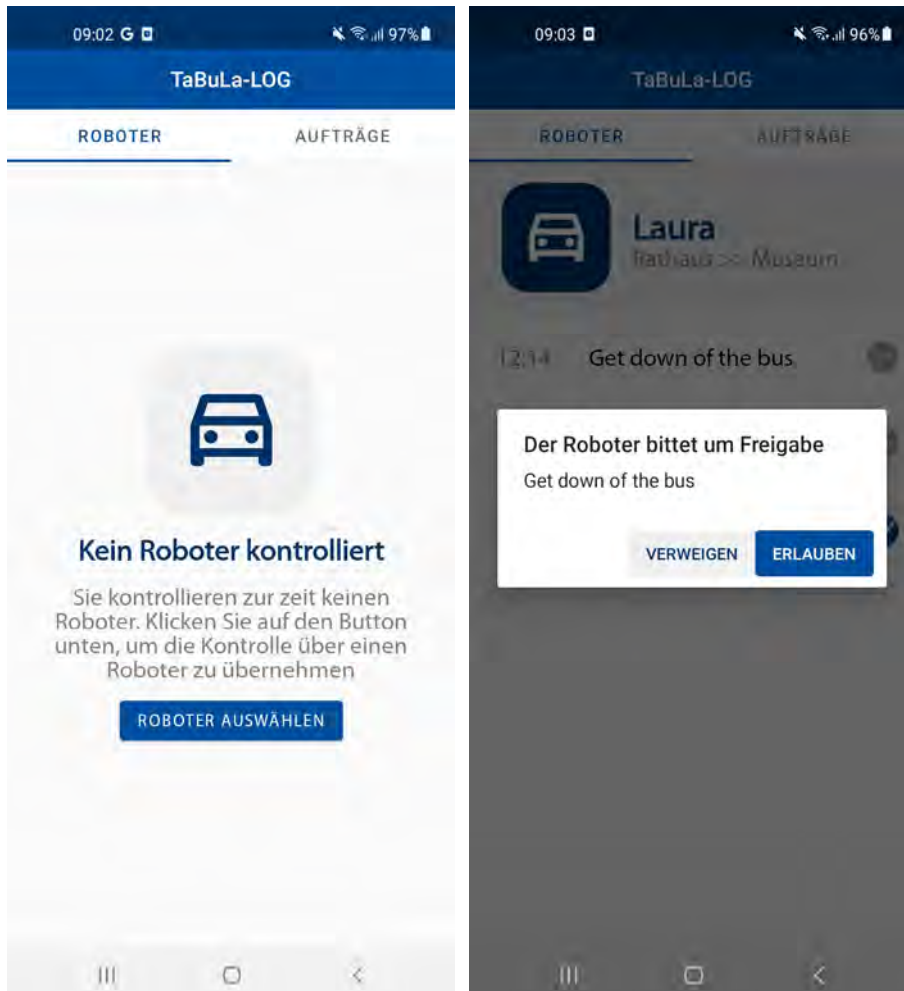 09:02 G
97%
TaBuLa-LOG
ROBOTER AUFTRÄGE
Kein Roboter kontrolliert
Sie kontrollieren zur zeit keinen
Roboter. Klicken Sie auf den Button
unten, um die Kontrolle über einen
Roboter zu übernehmen
ROBOTER AUSWÄHLEN
09:03
96%
TaBuLa-LOG
ROBOTER AUFTRÄGE
Laura
Rathaus >> Museum
12:14 Get down of the bus
Der Roboter bittet um Freigabe
Get down of the bus
VERWEIGEN ERLAUBEN